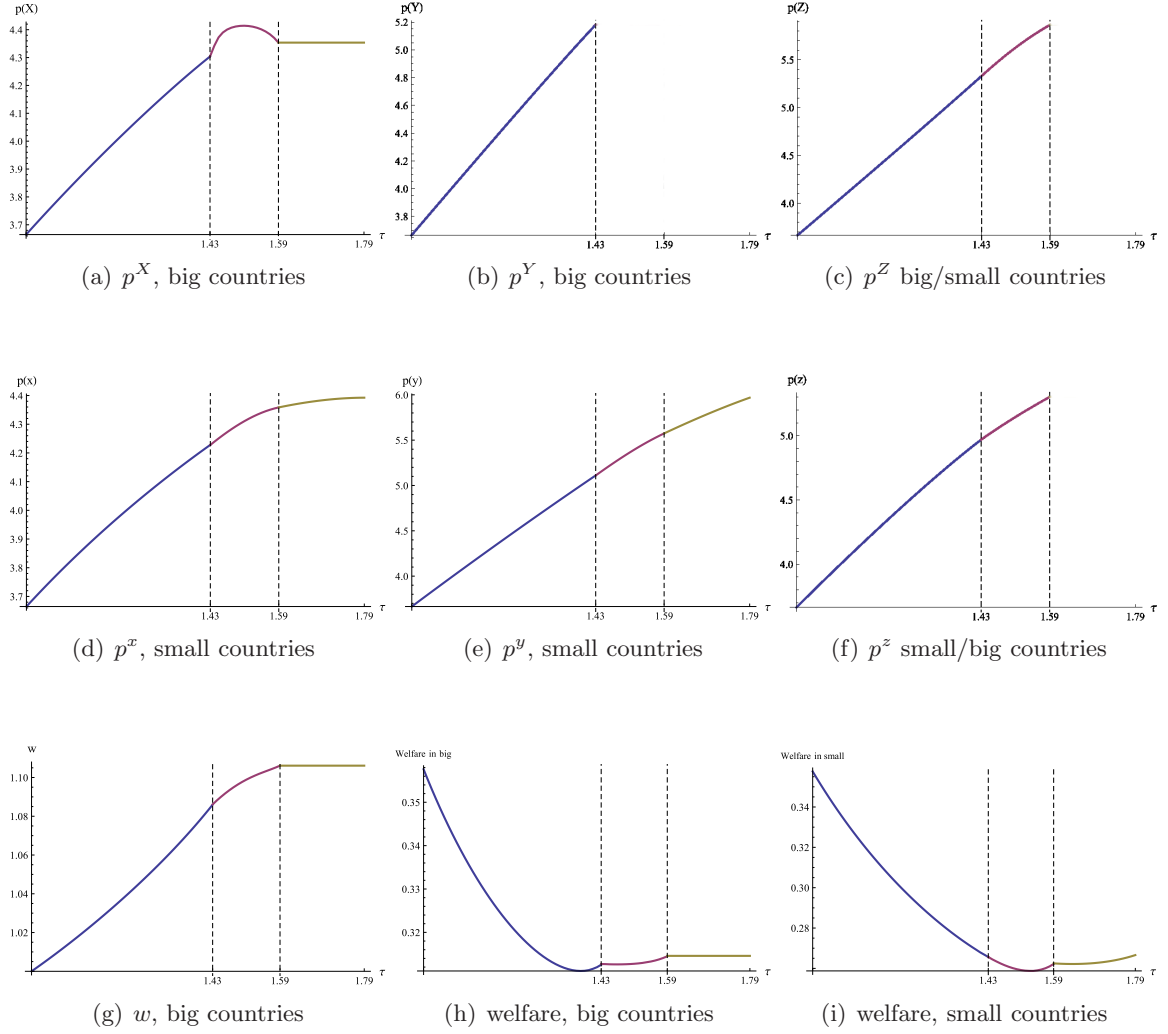 p(X)
4.4
4.3
4.2
4.1
4.0
3.9
3.8
3.7
1.43
1.59
1.79
τ
(a) p^X, big countries
p(Y)
5.2
5.0
4.8
4.6
4.4
4.2
4.0
3.8
1.43
1.59
1.79
τ
(b) p^Y, big countries
p(Z)
5.5
5.0
4.5
4.0
1.43
1.59
1.79
τ
(c) p^Z big/small countries
p(x)
4.4
4.3
4.2
4.1
4.0
3.9
3.8
3.7
1.43
1.59
1.79
τ
(d) p^x, small countries
p(y)
6.0
5.5
5.0
4.5
4.0
1.43
1.59
1.79
τ
(e) p^y, small countries
p(z)
5.0
4.5
4.0
1.43
1.59
1.79
τ
(f) p^z small/big countries
w
1.10
1.08
1.06
1.04
1.02
1.43
1.59
1.79
τ
(g) w, big countries
Welfare in big
0.35
0.34
0.33
0.32
1.43
1.59
1.79
τ
(h) welfare, big countries
Welfare in small
0.34
0.32
0.30
0.28
1.43
1.59
1.79
τ
(i) welfare, small countries